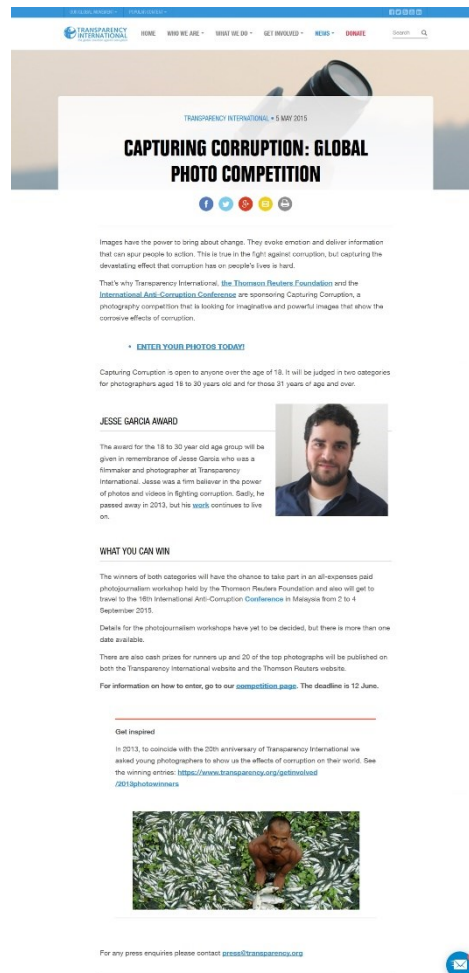 THE GLOBAL MOVEMENT
TRANSPARENCY
INTERNATIONAL
HOME
WHO WE ARE
WHAT WE DO
GET INVOLVED
NEWS
DONATE
Search
TRANSPARENCY INTERNATIONAL • 5 MAY 2015
CAPTURING CORRUPTION: GLOBAL
PHOTO COMPETITION
Images have the power to bring about change. They evoke emotion and deliver information
that can spur people to action. This is true in the fight against corruption, but capturing the
devastating effect that corruption has on people's lives is hard.
That's why Transparency International, the Thomson Reuters Foundation and the
International Anti-Corruption Conference are sponsoring Capturing Corruption, a
photography competition that is looking for imaginative and powerful images that show the
corrosive effects of corruption.
• ENTER YOUR PHOTOS TODAY!
Capturing Corruption is open to anyone over the age of 18. It will be judged in two categories
for photographers aged 18 to 30 years old and for those 31 years of age and over.
JESSE GARCIA AWARD
The award for the 18 to 30 year old age group will be
given in remembrance of Jesse Garcia who was a
filmmaker and photographer at Transparency
International. Jesse was a firm believer in the power
of photos and videos in fighting corruption. Sadly, he
passed away in 2013, but his work continues to live
on.
WHAT YOU CAN WIN
The winners of both categories will have the chance to take part in an all-expenses paid
photojournalism workshop held by the Thomson Reuters Foundation and also will get to
travel to the 16th International Anti-Corruption Conference in Malaysia from 2 to 4
September 2015.
Details for the photojournalism workshops have yet to be decided, but there is more than one
date available.
There are also cash prizes for runners up and 20 of the top photographs will be published on
both the Transparency International website and the Thomson Reuters website.
For information on how to enter, go to our competition page. The deadline is 12 June.
Get inspired
In 2013, to coincide with the 20th anniversary of Transparency International we
asked young photographers to show us the effects of corruption on their world. See
the winning entries: https://www.transparency.org/getinvolved
/2013photowinners
For any press enquiries please contact press@transparency.org